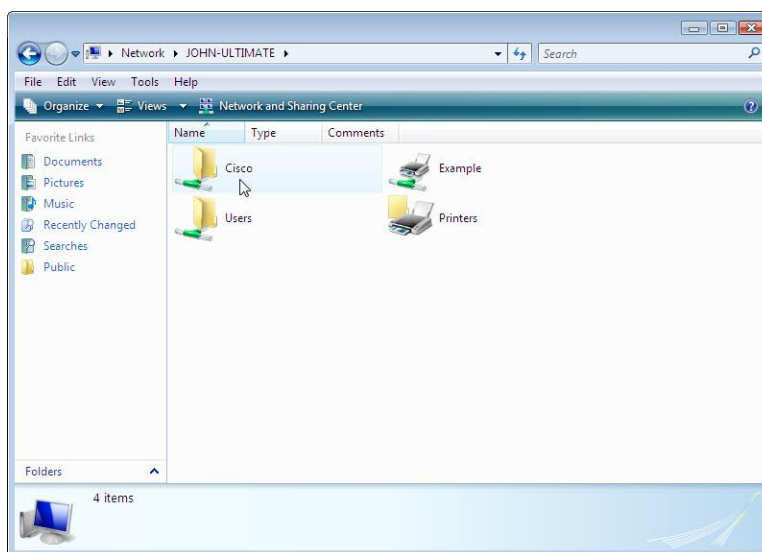 Network ▸ JOHN-ULTIMATE ▸ Search
File Edit View Tools Help
Organize Views Network and Sharing Center
Favorite Links
Documents
Pictures
Music
Recently Changed
Searches
Public
Folders
Name Type Comments
Cisco Example
Users Printers
4 items